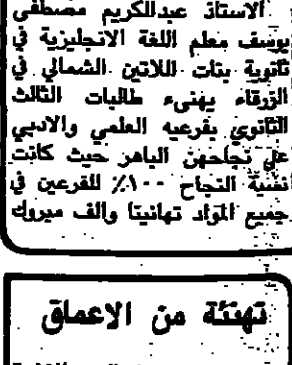 الاستاذ عبدالكريم مصطفى
يوسف معلم اللغة الانجليزية في
ثانوية بنات اللاتين الشمالي في
الزرقاء يهنىء طالبات الثالث
الثانوي بفرعيه العلمي والادبي
على نجاحهن الباهر حيث كانت
نسبة النجاح ١٠٠٪ للفرعين في
جميع المواد تهانينا والف مبروك
تهنئة من الاعماق